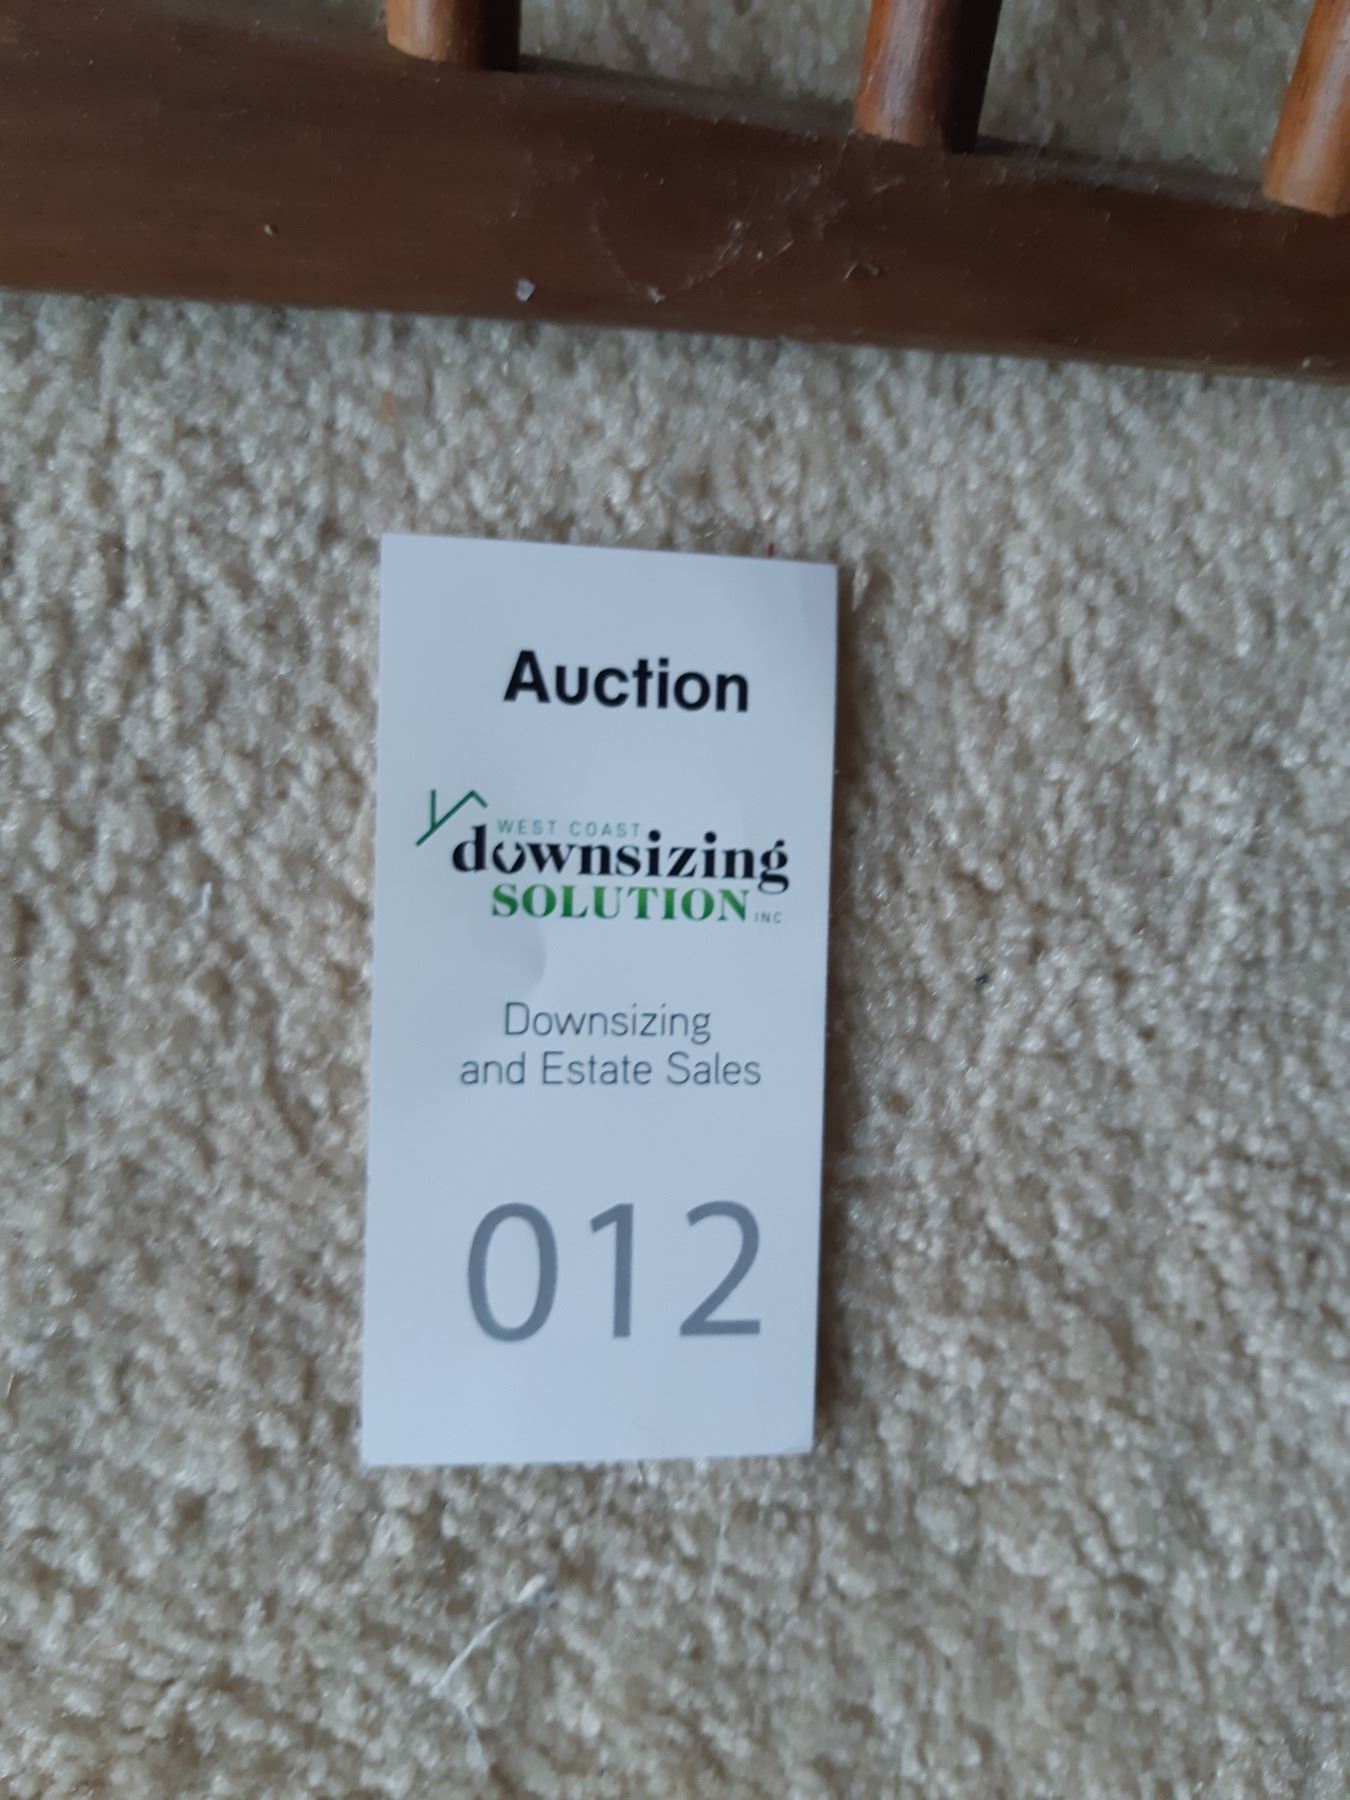 Auction
WEST COAST
downsizing
SOLUTION INC.
Downsizing
and Estate Sales
012